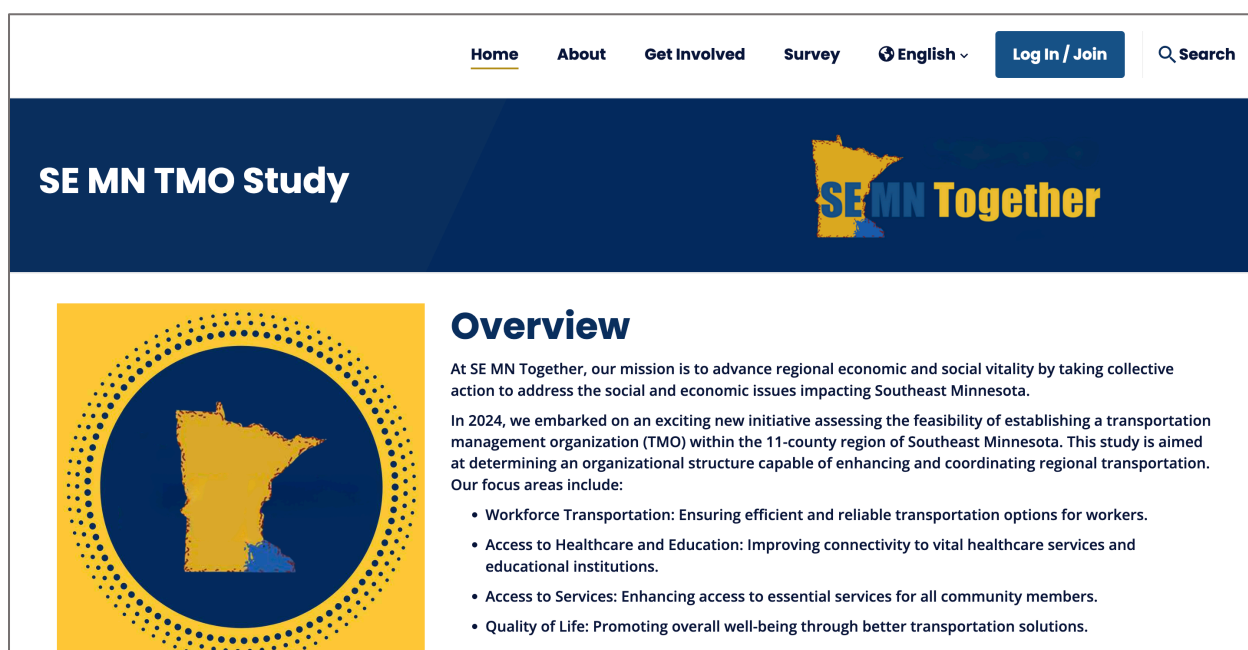 Home About Get Involved Survey English Log In / Join Search
SE MN TMO Study
SE MN Together
Overview
At SE MN Together, our mission is to advance regional economic and social vitality by taking collective
action to address the social and economic issues impacting Southeast Minnesota.
In 2024, we embarked on an exciting new initiative assessing the feasibility of establishing a transportation
management organization (TMO) within the 11-county region of Southeast Minnesota. This study is aimed
at determining an organizational structure capable of enhancing and coordinating regional transportation.
Our focus areas include:
• Workforce Transportation: Ensuring efficient and reliable transportation options for workers.
• Access to Healthcare and Education: Improving connectivity to vital healthcare services and
educational institutions.
• Access to Services: Enhancing access to essential services for all community members.
• Quality of Life: Promoting overall well-being through better transportation solutions.